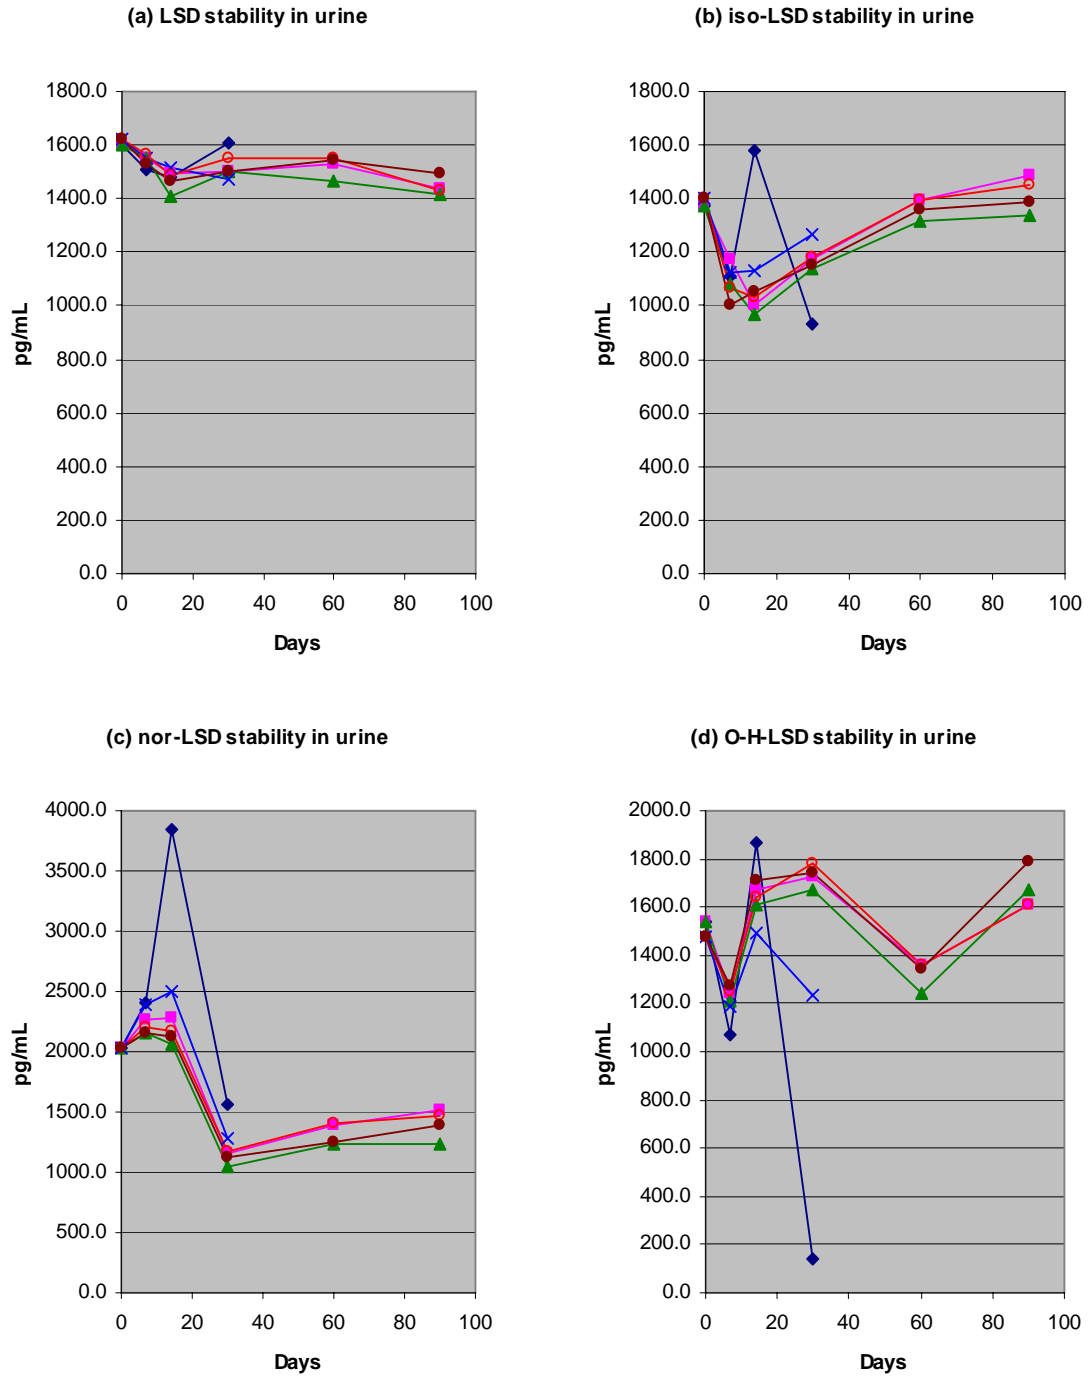 (a) LSD stability in urine
1800.0
1600.0
1400.0
1200.0
1000.0
800.0
600.0
400.0
200.0
0.0
pg/mL
0 20 40 60 80 100
Days
(b) iso-LSD stability in urine
1800.0
1600.0
1400.0
1200.0
1000.0
800.0
600.0
400.0
200.0
0.0
pg/mL
0 20 40 60 80 100
Days
(c) nor-LSD stability in urine
4000.0
3500.0
3000.0
2500.0
2000.0
1500.0
1000.0
500.0
0.0
pg/mL
0 20 40 60 80 100
Days
(d) O-H-LSD stability in urine
2000.0
1800.0
1600.0
1400.0
1200.0
1000.0
800.0
600.0
400.0
200.0
0.0
pg/mL
0 20 40 60 80 100
Days